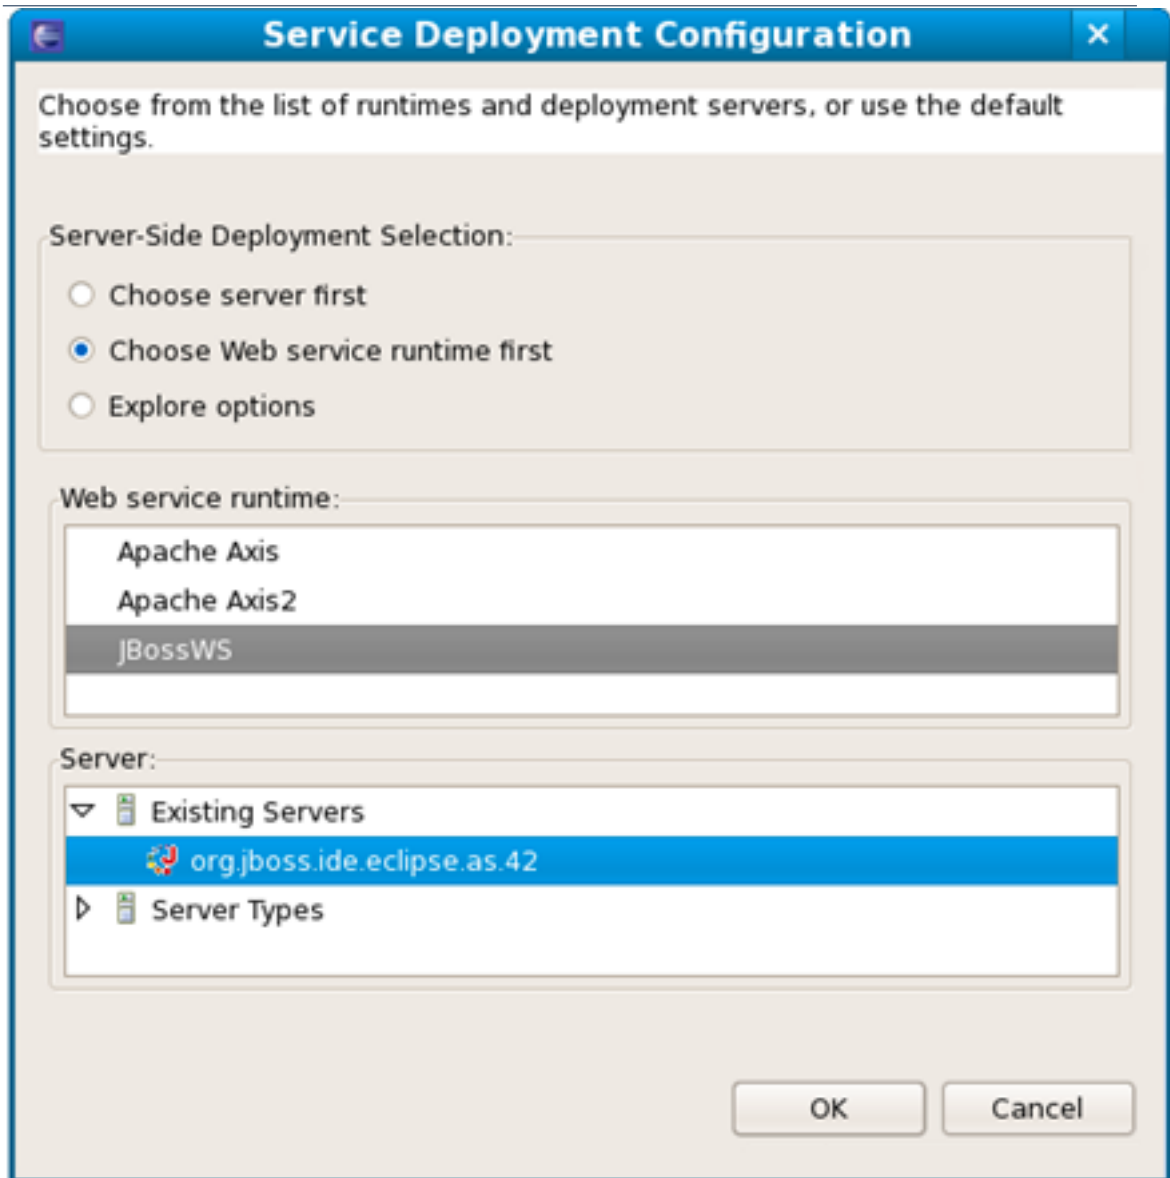 Service Deployment Configuration
Choose from the list of runtimes and deployment servers, or use the default
settings.
Server-Side Deployment Selection:
Choose server first
Choose Web service runtime first
Explore options
Web service runtime:
Apache Axis
Apache Axis2
JBossWS
Server:
Existing Servers
org.jboss.ide.eclipse.as.42
Server Types
OK Cancel